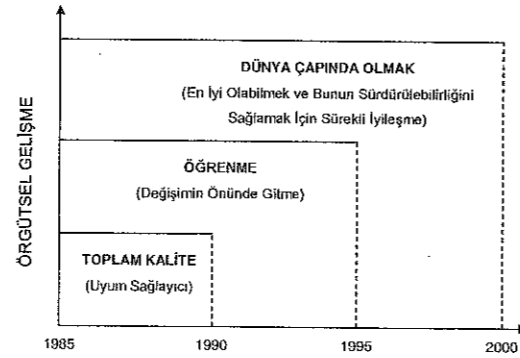 DÜNYA ÇAPINDA OLMAK
(En İyi Olabilmek ve Bunun Sürdürülebilirliğini
Sağlamak İçin Sürekli İyileşme)
ÖĞRENME
(Değişimin Önünde Gitme)
TOPLAM KALİTE
(Uyum Sağlayıcı)
ÖRGÜTSEL GELİŞME
1985 1990 1995 2000